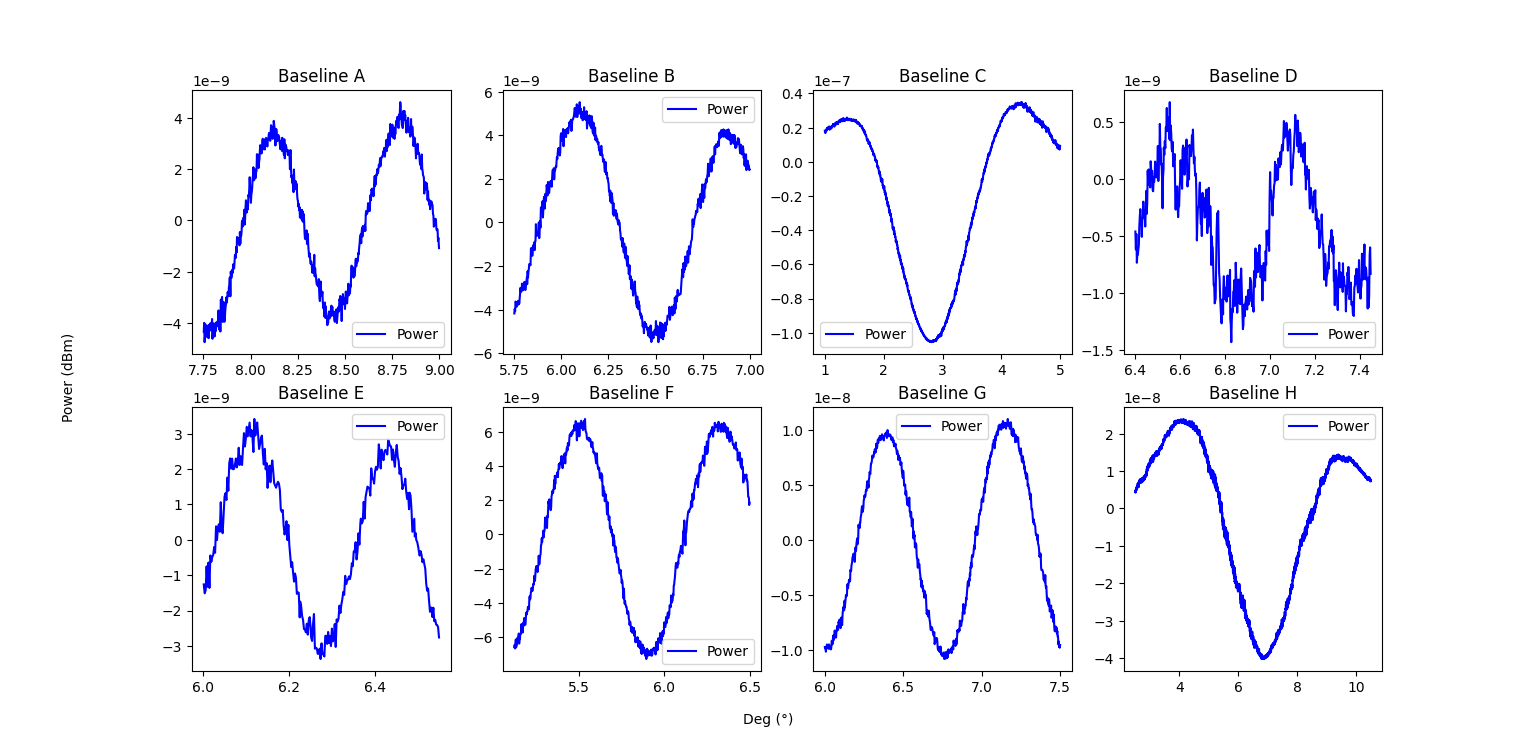 Baseline A
1e−9
4
2
0
−2
−4
7.75 8.00 8.25 8.50 8.75 9.00
Power
Baseline B
1e−9
6
4
2
0
−2
−4
−6
5.75 6.00 6.25 6.50 6.75 7.00
Power
Baseline C
1e−7
0.4
0.2
0.0
−0.2
−0.4
−0.6
−0.8
−1.0
1 2 3 4 5
Power
Baseline D
1e−9
0.5
0.0
−0.5
−1.0
−1.5
6.4 6.6 6.8 7.0 7.2 7.4
Power
Baseline E
1e−9
3
2
1
0
−1
−2
−3
6.0 6.2 6.4
Power
Baseline F
1e−9
6
4
2
0
−2
−4
−6
5.5 6.0 6.5
Power
Baseline G
1e−8
1.0
0.5
0.0
−0.5
−1.0
6.0 6.5 7.0 7.5
Power
Baseline H
1e−8
2
1
0
−1
−2
−3
−4
4 6 8 10
Power
Power (dBm)
Deg (°)